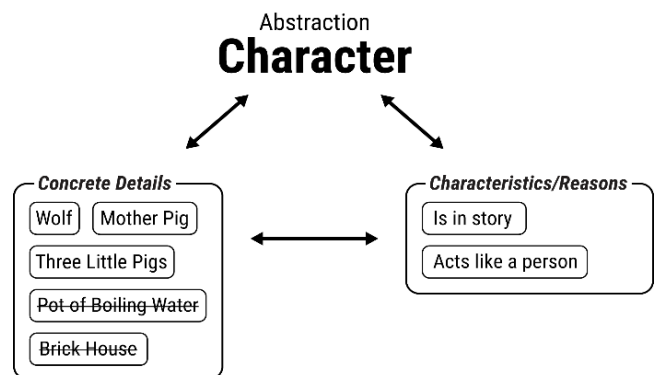 Abstraction
Character
Concrete Details
Wolf Mother Pig
Three Little Pigs
Pot of Boiling Water
Brick House
Characteristics/Reasons
Is in story
Acts like a person